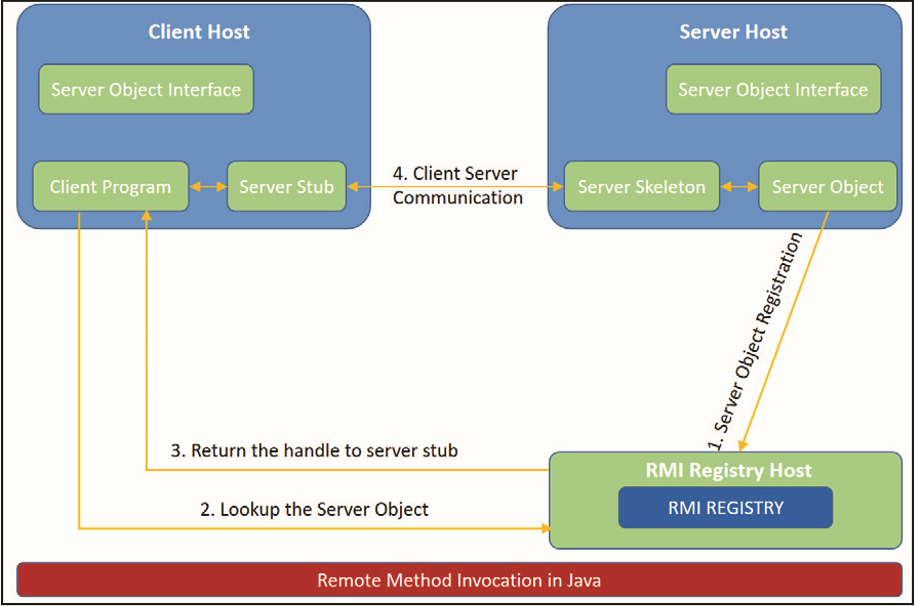 Client Host
Server Host
Server Object Interface
Server Object Interface
Client Program
Server Stub
4. Client Server
Communication
Server Skeleton
Server Object
1. Server Object Registration
3. Return the handle to server stub
2. Lookup the Server Object
RMI Registry Host
RMI REGISTRY
Remote Method Invocation in Java